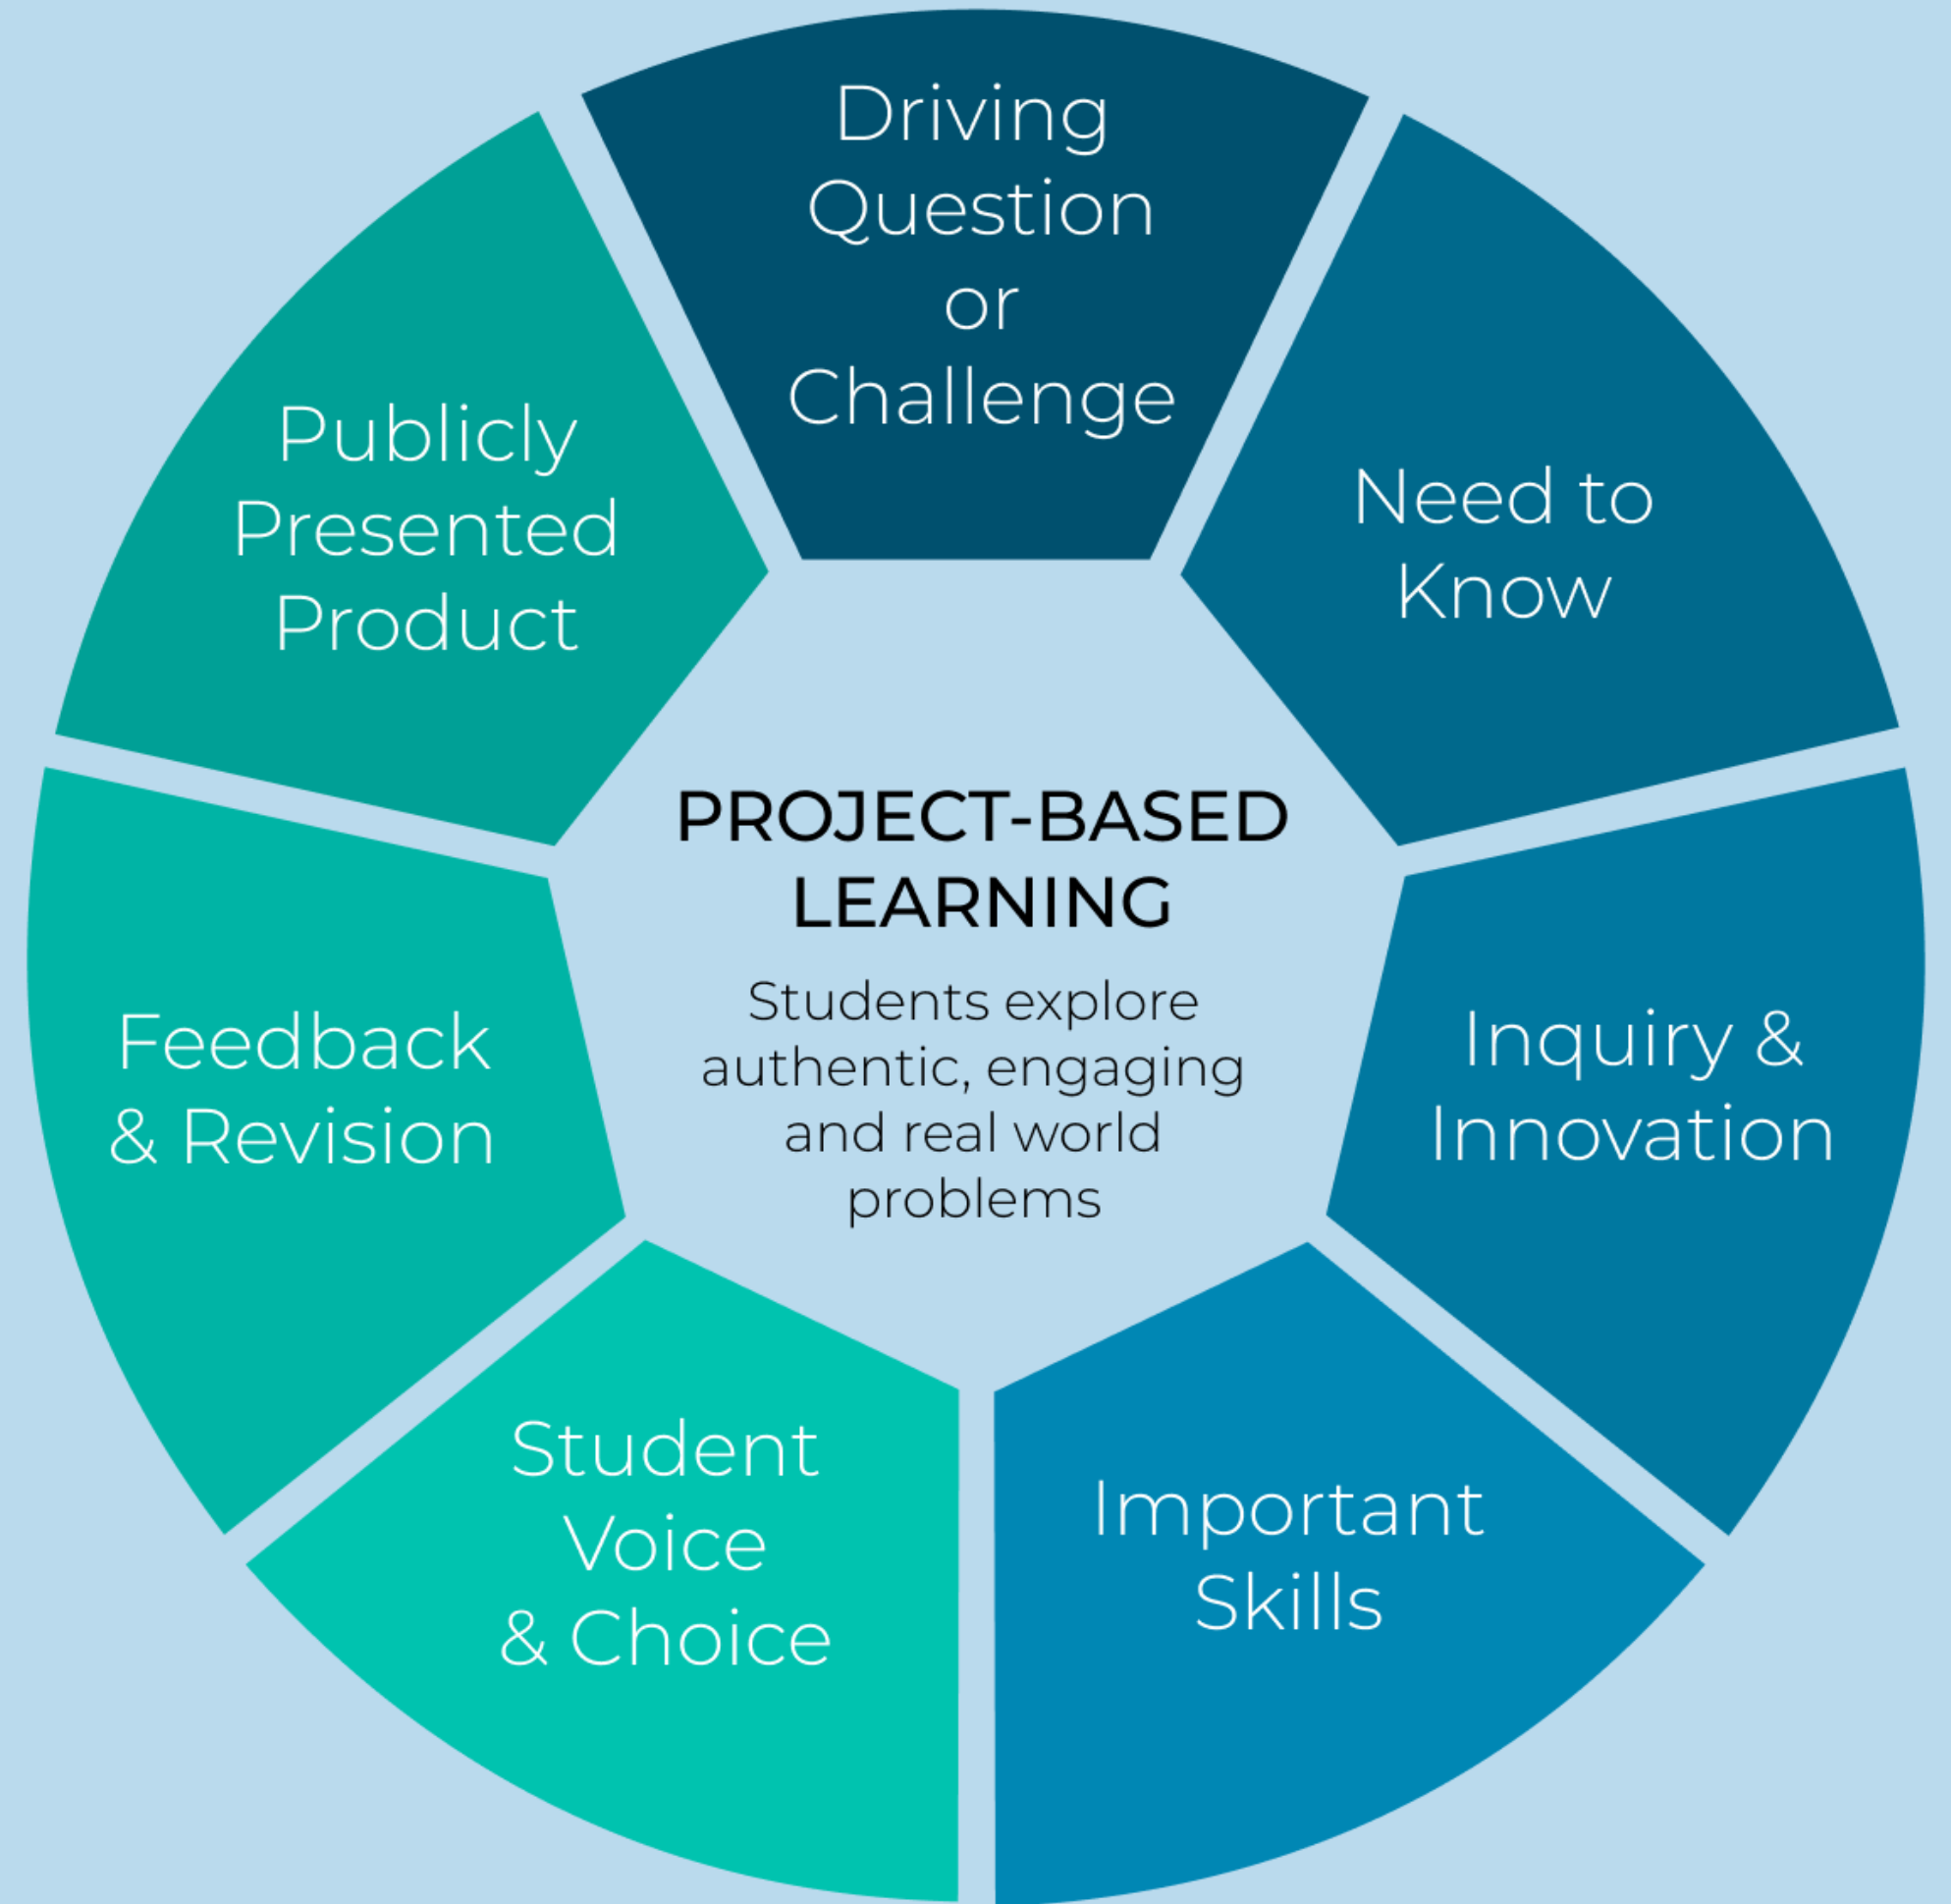 Driving
Question
or
Challenge
Need to
Know
Inquiry &
Innovation
Important
Skills
Student
Voice
& Choice
Feedback
& Revision
Publicly
Presented
Product
PROJECT-BASED
LEARNING
Students explore
authentic, engaging
and real world
problems